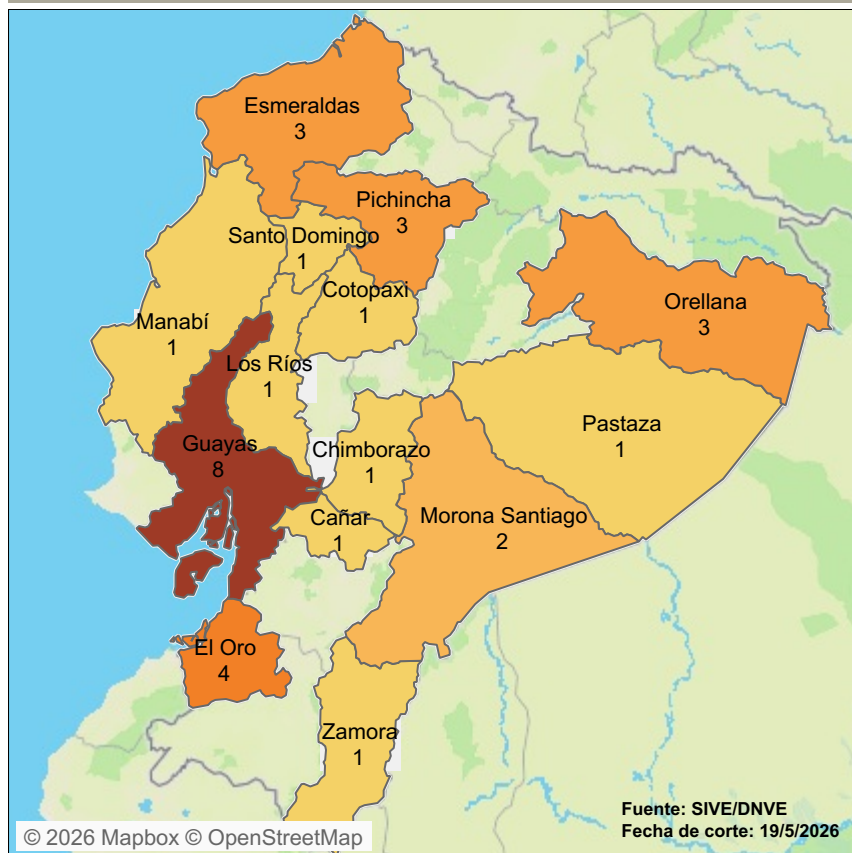 Esmeraldas
3
Pichincha
3
Santo Domingo
1
Cotopaxi
1
Orellana
3
Manabí
1
Los Ríos
1
Guayas
8
Chimborazo
1
Pastaza
1
Cañar
1
Morona Santiago
2
El Oro
4
Zamora
1
Fuente: SIVE/DNVE
Fecha de corte: 19/5/2026
© 2026 Mapbox © OpenStreetMap